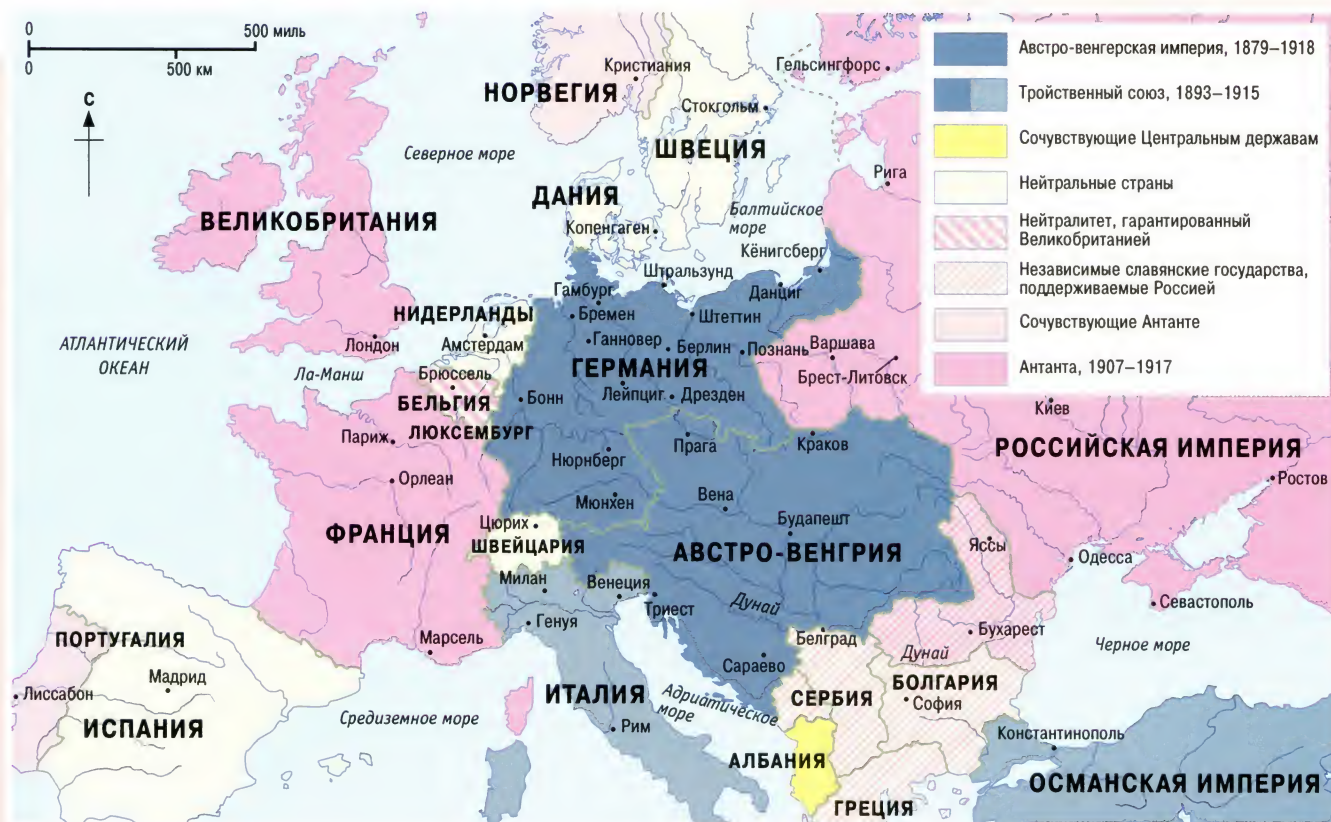 0 500 миль
0 500 км
С
Австро-венгерская империя, 1879–1918
Тройственный союз, 1893–1915
Сочувствующие Центральным державам
Нейтральные страны
Нейтралитет, гарантированный
Великобританией
Независимые славянские государства,
поддерживаемые Россией
Сочувствующие Антанте
Антанта, 1907–1917
Кристиания
НОРВЕГИЯ
Гельсингфорс
Стокгольм
ШВЕЦИЯ
Северное море
Рига
ДАНИЯ
ВЕЛИКОБРИТАНИЯ
Балтийское
море
Копенгаген
Кёнигсберг
Штральзунд
Гамбург
Данциг
НИДЕРЛАНДЫ
Бремен
Штеттин
АТЛАНТИЧЕСКИЙ
ОКЕАН
Лондон
Амстердам
Ганновер
Берлин
Познань
Варшава
Ла-Манш
Брюссель
ГЕРМАНИЯ
Брест-Литовск
БЕЛЬГИЯ
Бонн
Лейпциг
Дрезден
Киев
ЛЮКСЕМБУРГ
Париж
Прага
Краков
РОССИЙСКАЯ ИМПЕРИЯ
Нюрнберг
Орлеан
Ростов
Мюнхен
Вена
ФРАНЦИЯ
Цюрих
Будапешт
ШВЕЙЦАРИЯ
АВСТРО-ВЕНГРИЯ
Яссы
Одесса
Милан
Венеция
Дунай
Триест
Севастополь
Генуя
ПОРТУГАЛИЯ
Марсель
Белград
Бухарест
Черное море
Дунай
Мадрид
Сараево
Лиссабон
ИТАЛИЯ
Адриатическое
море
СЕРБИЯ
БОЛГАРИЯ
София
ИСПАНИЯ
Средиземное море
Рим
Константинополь
АЛБАНИЯ
ОСМАНСКАЯ ИМПЕРИЯ
ГРЕЦИЯ